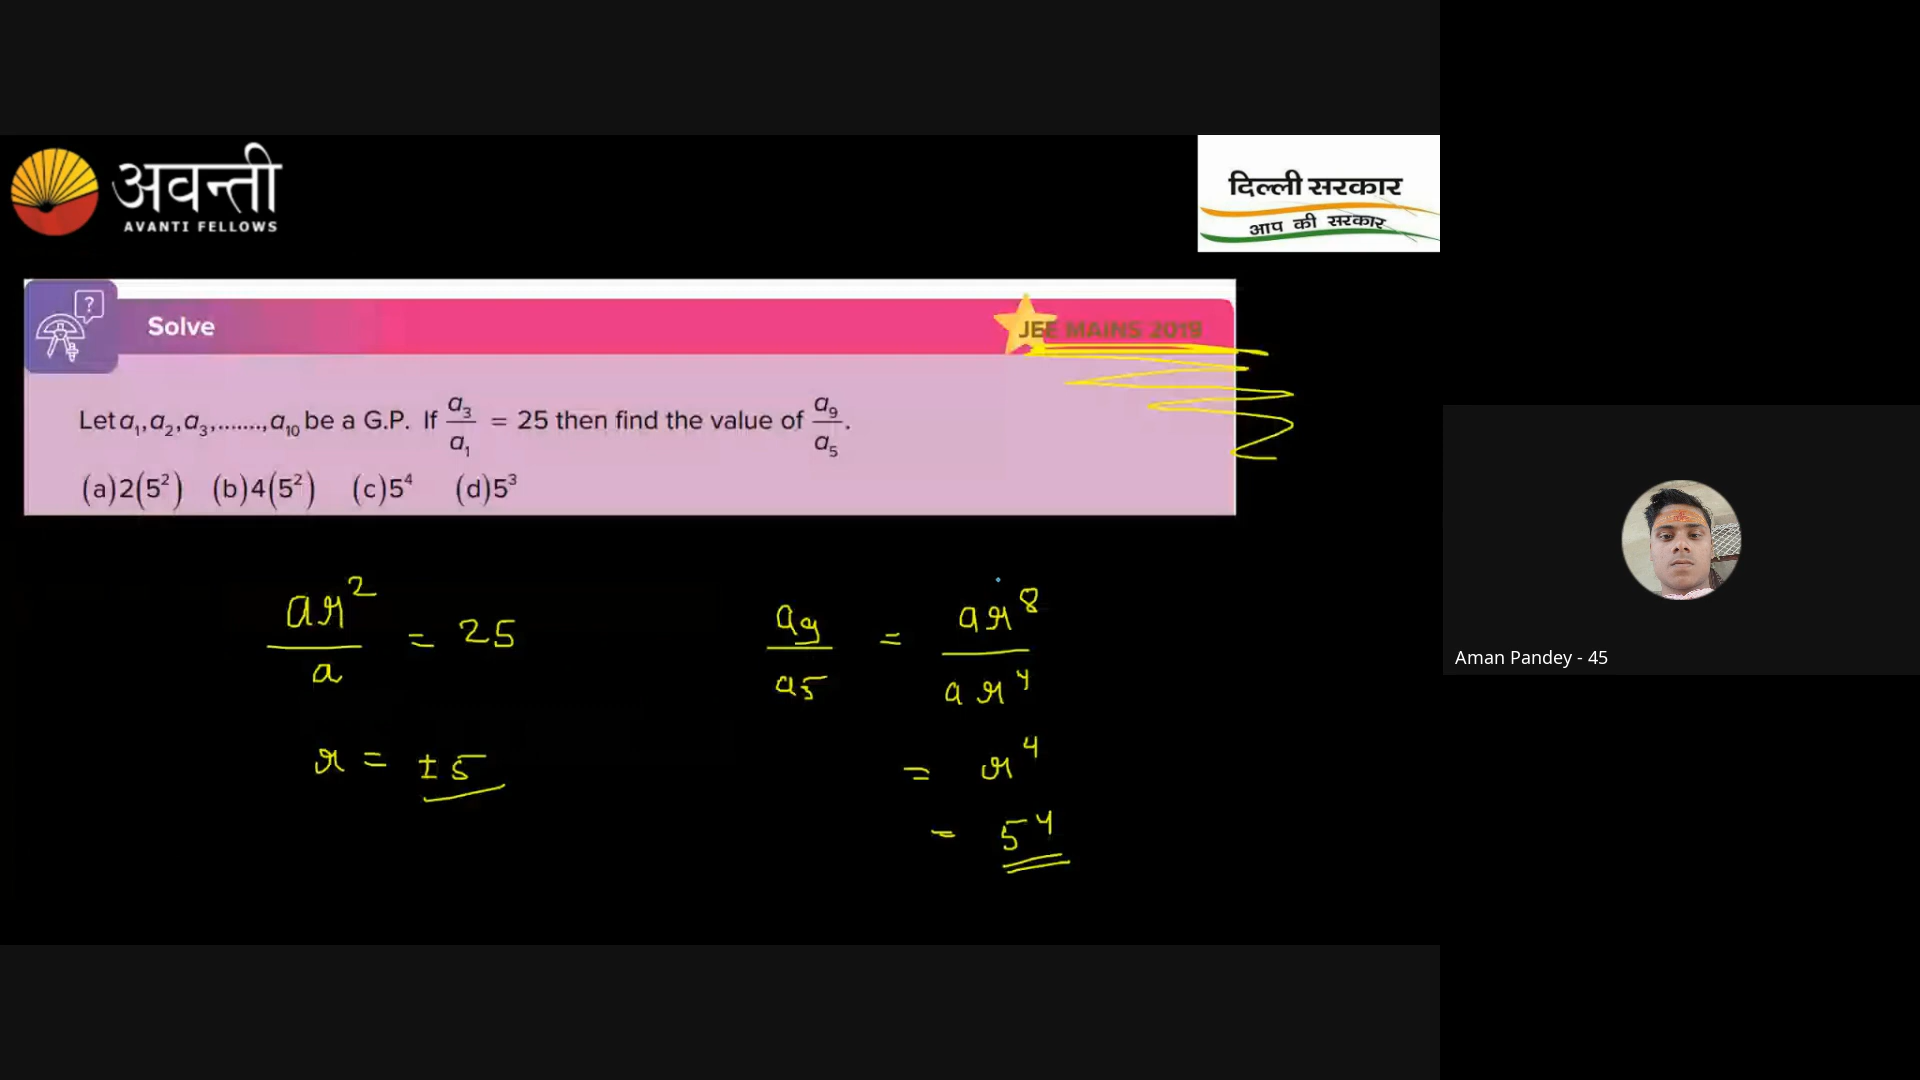 अवन्ती
AVANTI FELLOWS
दिल्ली सरकार
आप की सरकार
?
Solve
JEE MAINS 2019
Let a₁, a₂, a₃, ......., a₁₀ be a G.P. If a₃/a₁ = 25 then find the value of a₉/a₅.
(a) 2(5²) (b) 4(5²) (c) 5⁴ (d) 5³
ar²/a = 25
r = ±5
a9/a5 = ar⁸/ar⁴
= r⁴
= 5⁴
Aman Pandey - 45